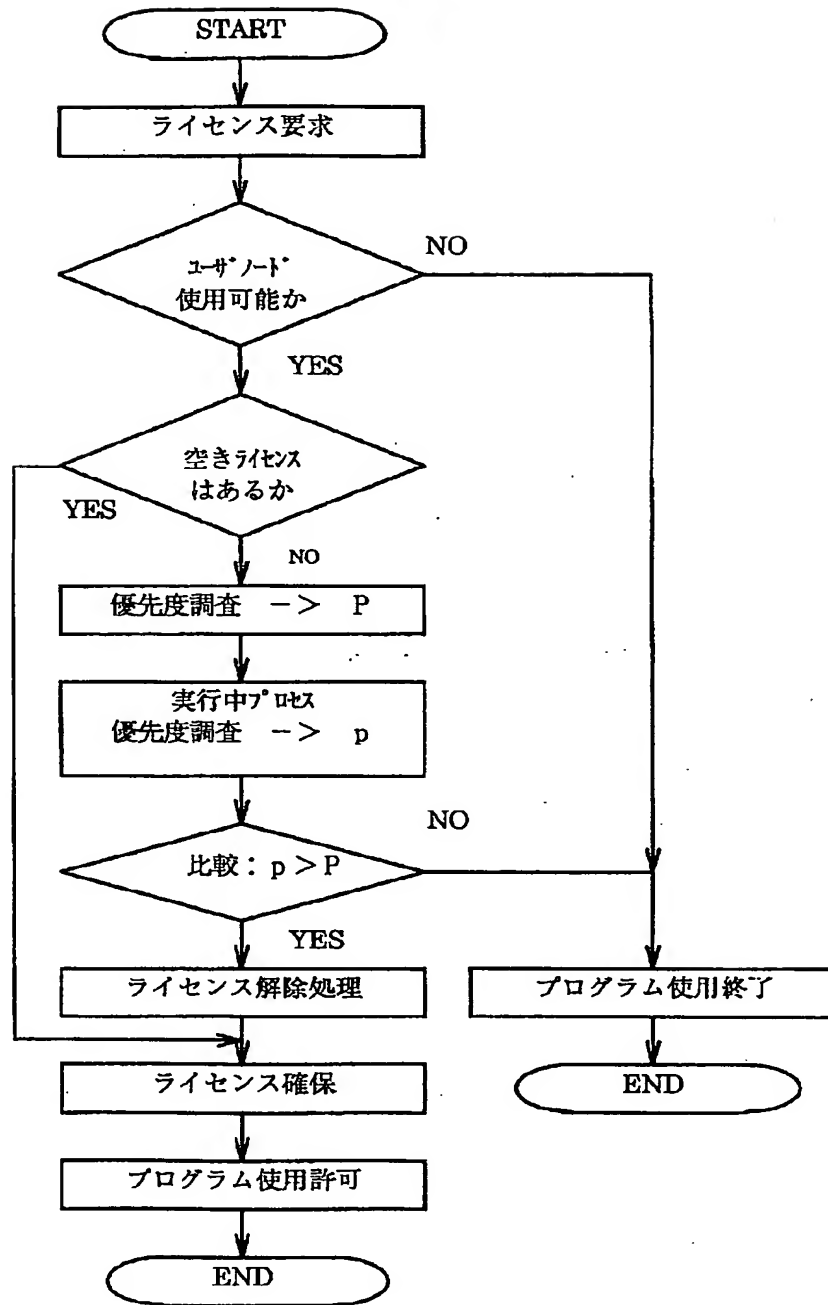 START
ライセンス要求
ﾕｰｻﾞﾉｰﾄﾞ
使用可能か
NO
YES
空きﾗｲｾﾝｽ
はあるか
YES
NO
優先度調査 －＞ Ｐ
実行中ﾌﾟﾛｾｽ
優先度調査 －＞ ｐ
NO
比較：ｐ＞Ｐ
YES
ライセンス解除処理
プログラム使用終了
ライセンス確保
END
プログラム使用許可
END